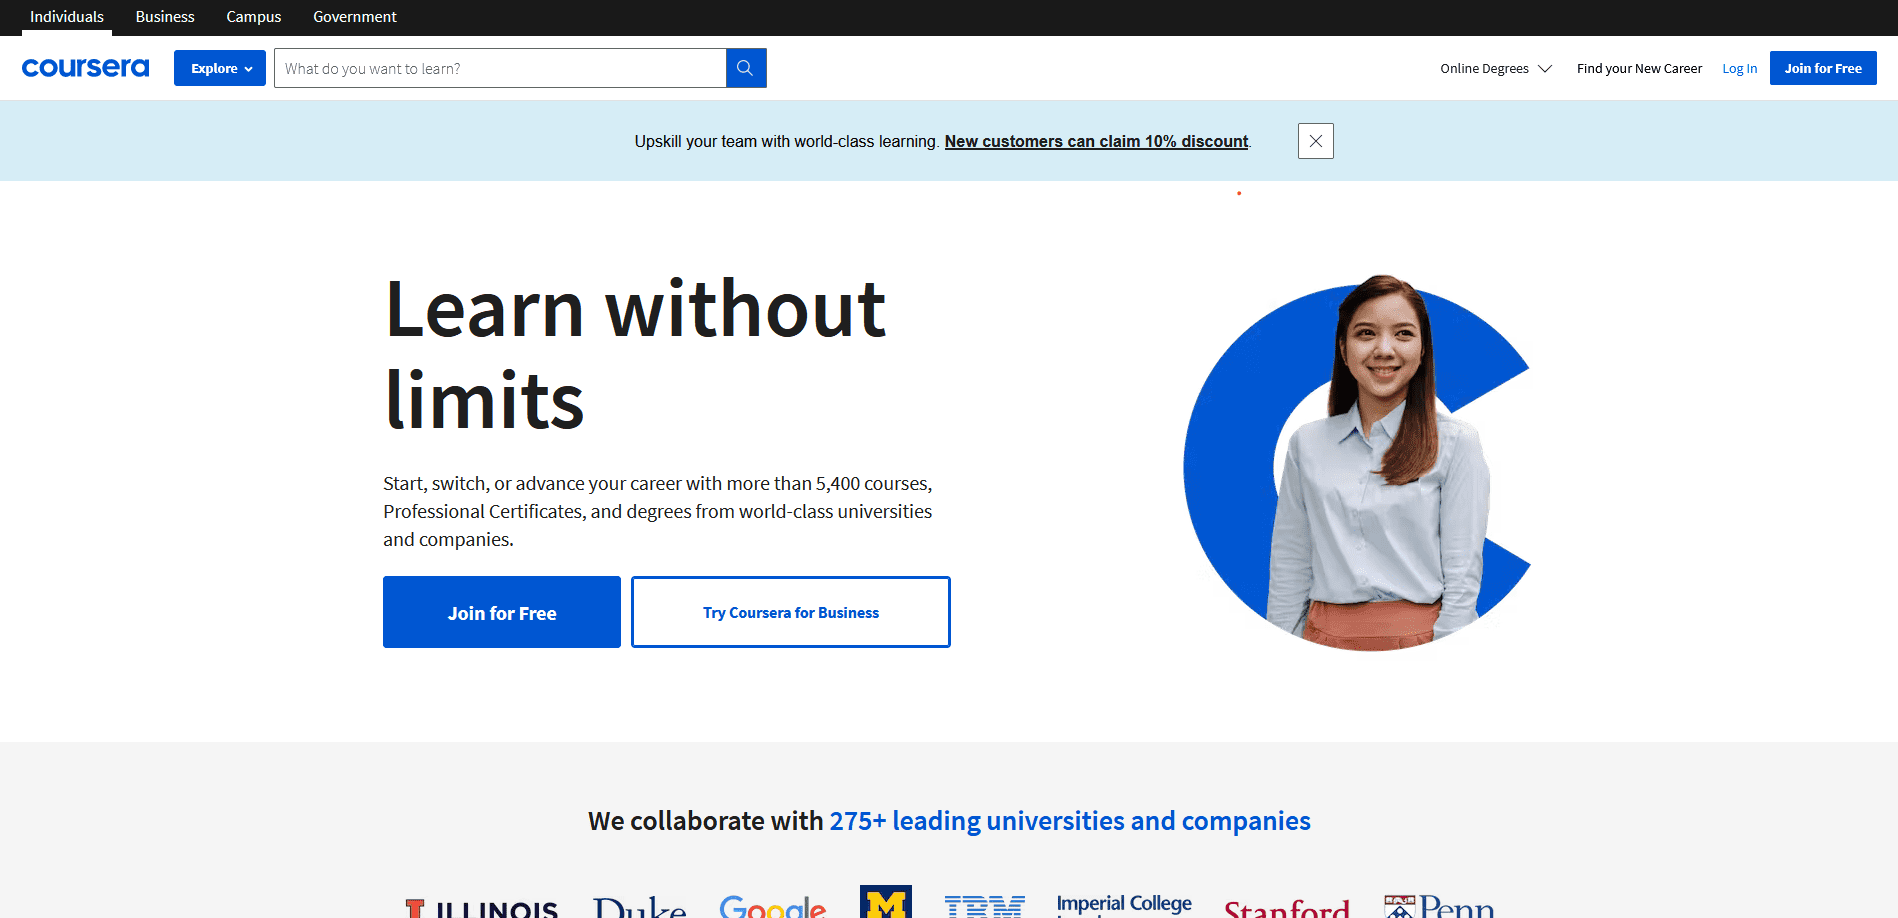 Individuals Business Campus Government
coursera Explore What do you want to learn? Online Degrees Find your New Career Log In Join for Free
Upskill your team with world-class learning. New customers can claim 10% discount.
Learn without
limits
Start, switch, or advance your career with more than 5,400 courses,
Professional Certificates, and degrees from world-class universities
and companies.
Join for Free Try Coursera for Business
We collaborate with 275+ leading universities and companies
I ILLINOIS Duke Google M IBM Imperial College Stanford Penn